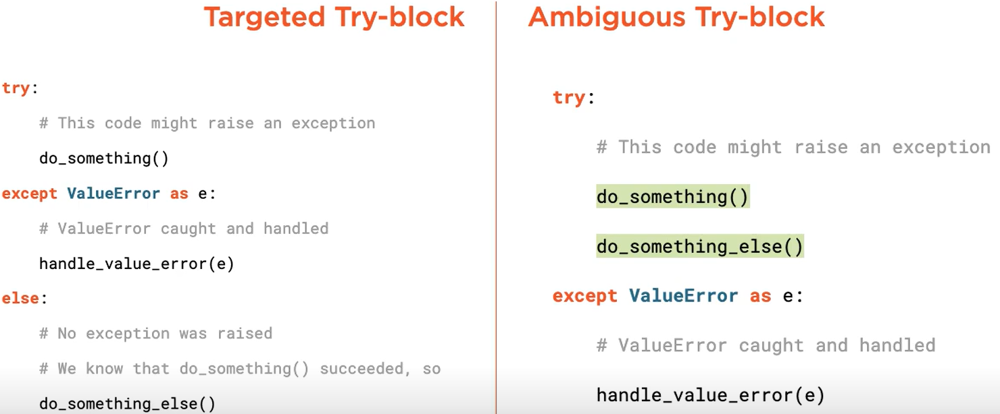 Targeted Try-block
try:
# This code might raise an exception
do_something()
except ValueError as e:
# ValueError caught and handled
handle_value_error(e)
else:
# No exception was raised
# We know that do_something() succeeded, so
do_something_else()
Ambiguous Try-block
try:
# This code might raise an exception
do_something()
do_something_else()
except ValueError as e:
# ValueError caught and handled
handle_value_error(e)